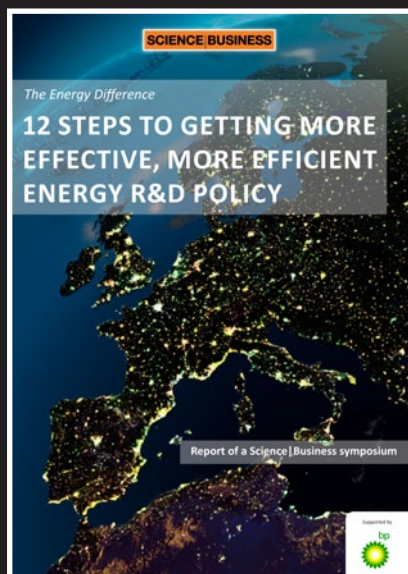 SCIENCE|BUSINESS
The Energy Difference
12 STEPS TO GETTING MORE
EFFECTIVE, MORE EFFICIENT
ENERGY R&D POLICY
Report of a Science|Business symposium
Supported by
bp